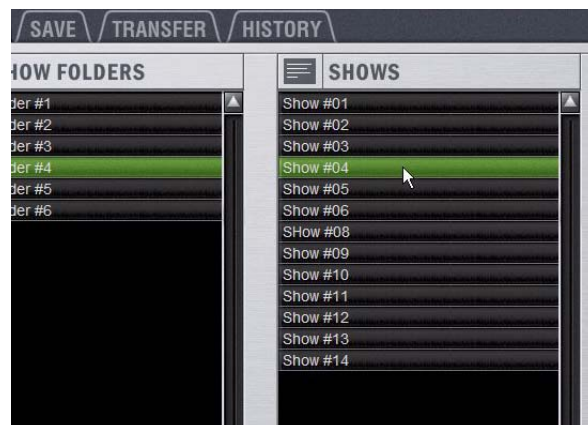 SAVE TRANSFER HISTORY
HOW FOLDERS
der #1
der #2
der #3
der #4
der #5
der #6
SHOWS
Show #01
Show #02
Show #03
Show #04
Show #05
Show #06
SHow #08
Show #09
Show #10
Show #11
Show #12
Show #13
Show #14